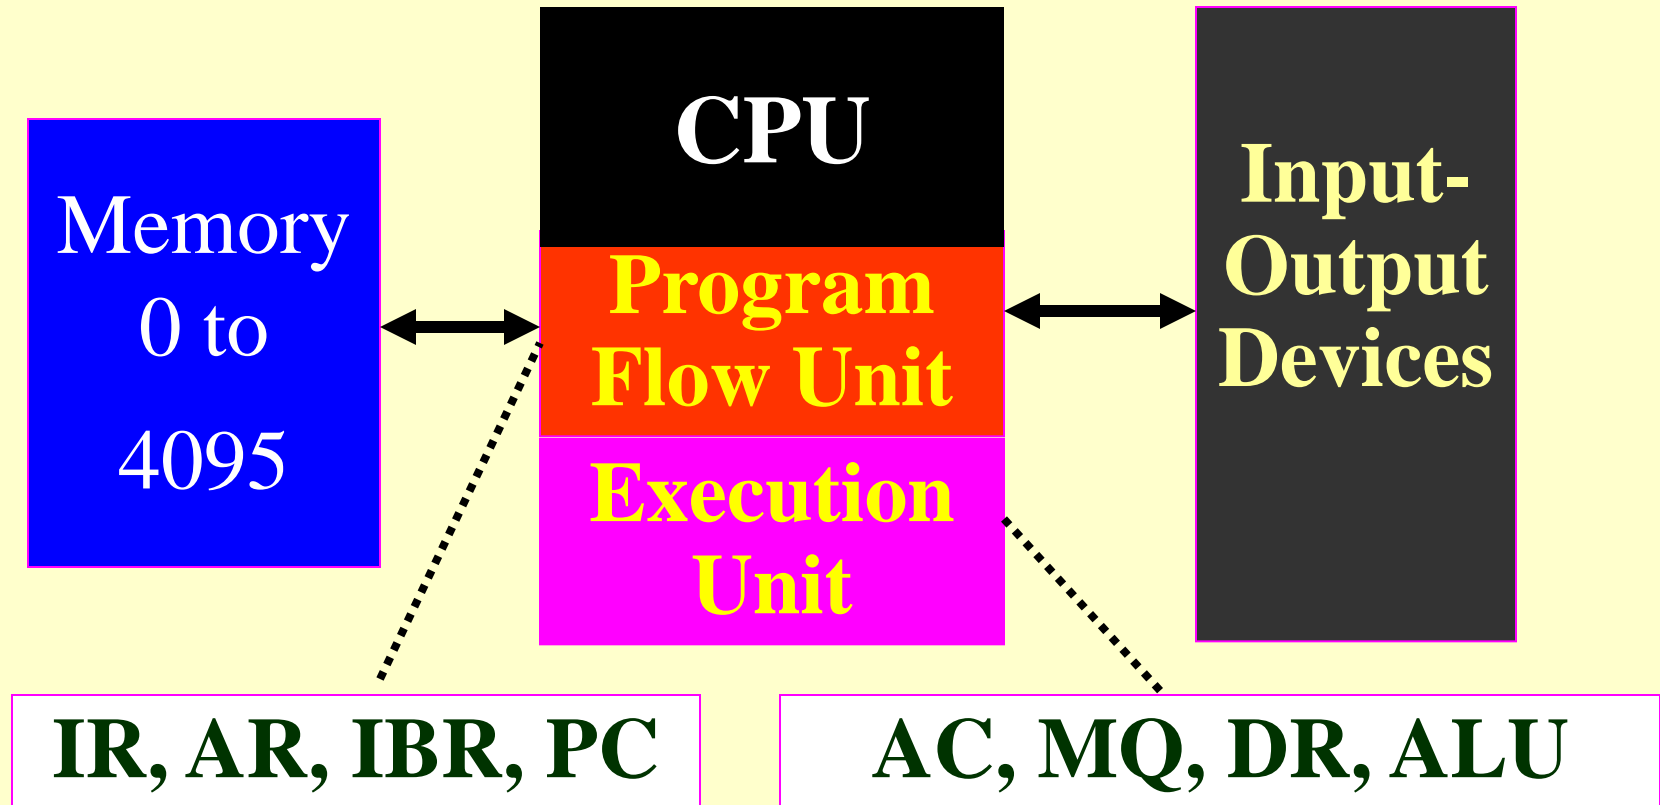 Memory
0 to
4095
CPU
Program
Flow Unit
Execution
Unit
Input-
Output
Devices
IR, AR, IBR, PC
AC, MQ, DR, ALU